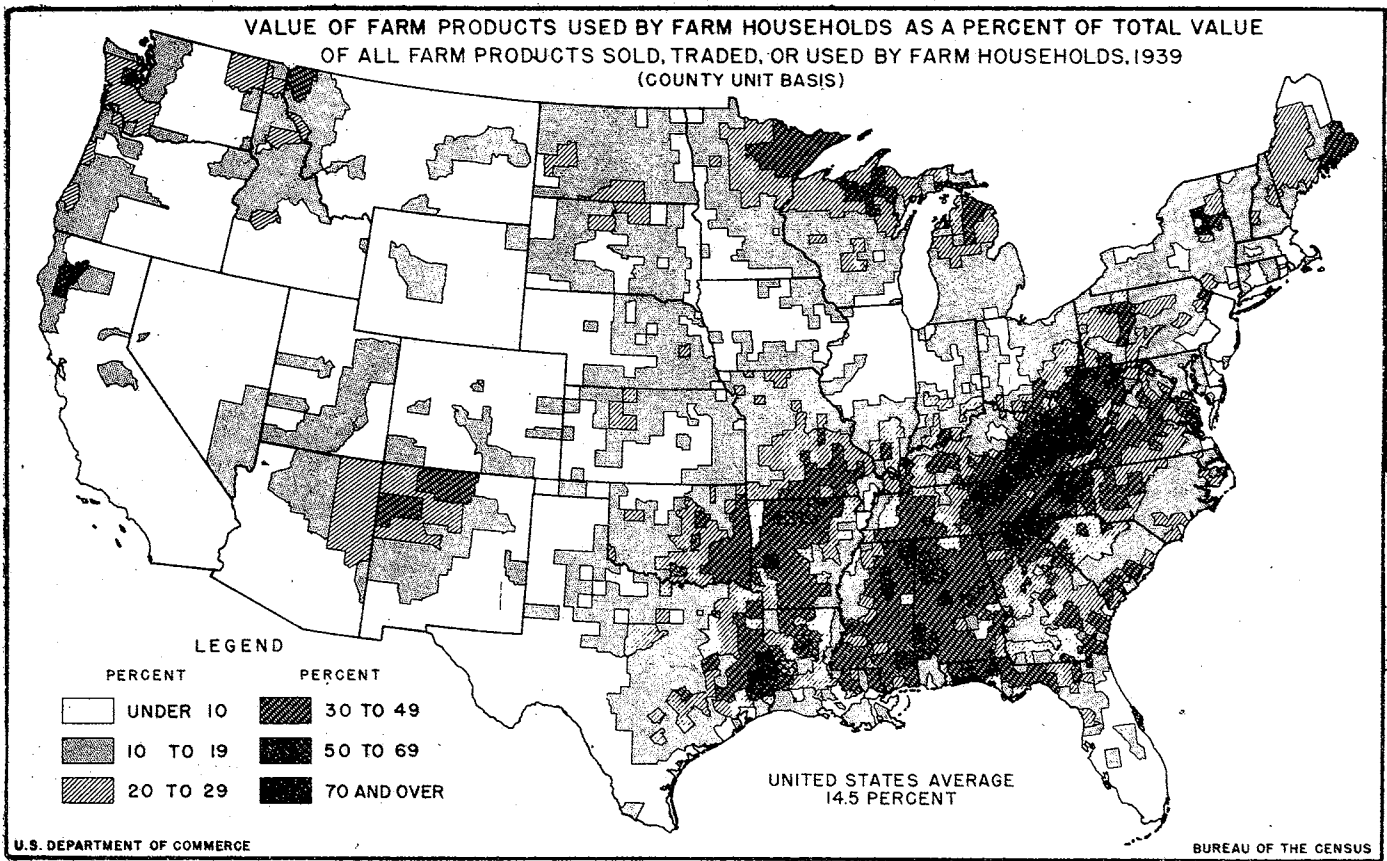 VALUE OF FARM PRODUCTS USED BY FARM HOUSEHOLDS AS A PERCENT OF TOTAL VALUE
OF ALL FARM PRODUCTS SOLD, TRADED, OR USED BY FARM HOUSEHOLDS, 1939
(COUNTY UNIT BASIS)
LEGEND
PERCENT
UNDER 10
10 TO 19
20 TO 29
PERCENT
30 TO 49
50 TO 69
70 AND OVER
UNITED STATES AVERAGE
14.5 PERCENT
U.S. DEPARTMENT OF COMMERCE
BUREAU OF THE CENSUS